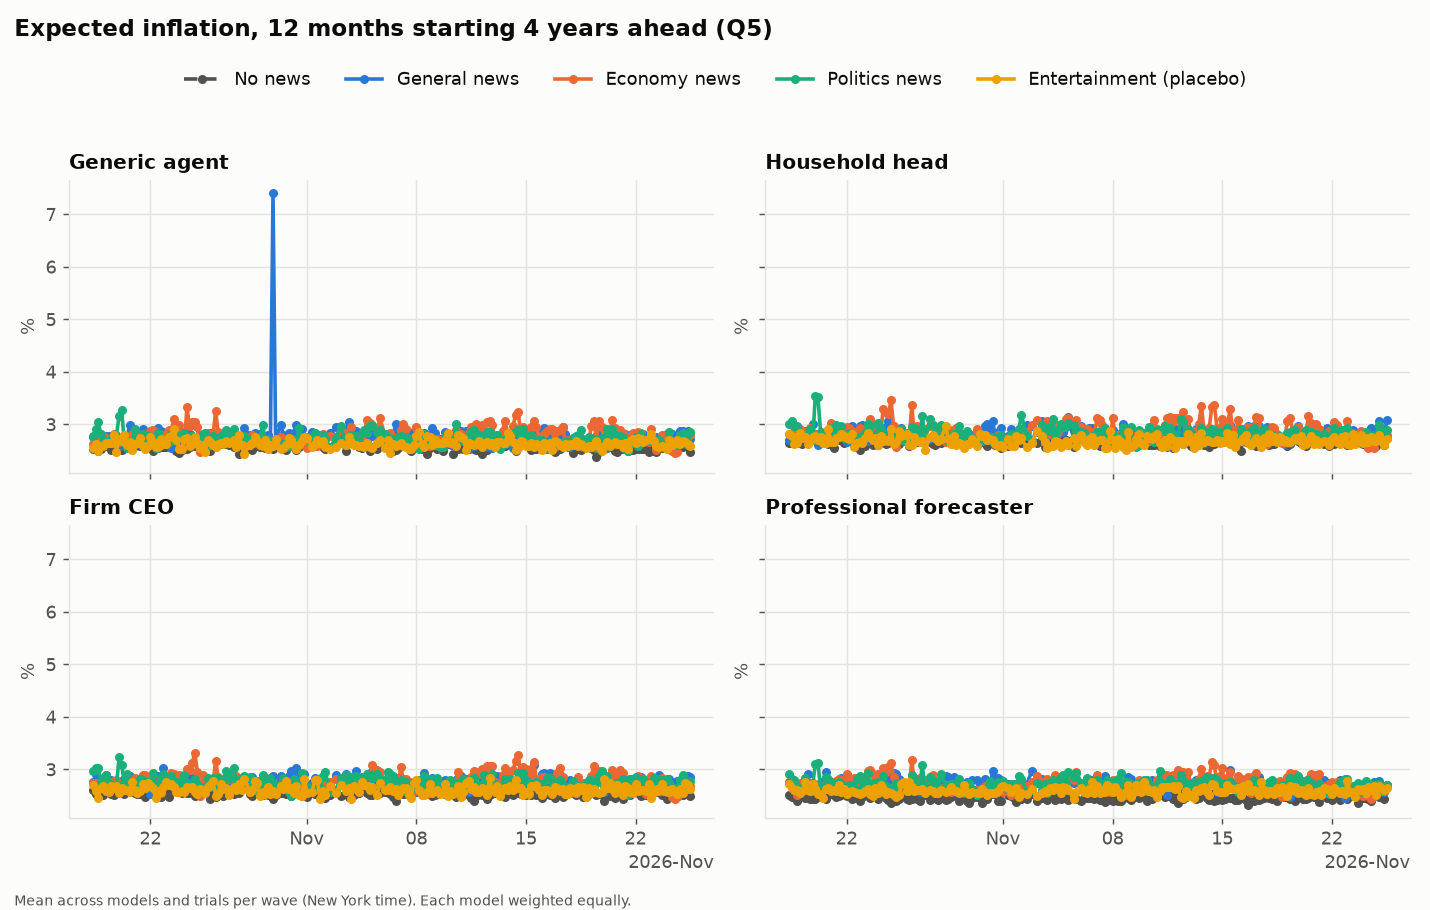 Expected inflation, 12 months starting 4 years ahead (Q5)
No news General news Economy news Politics news Entertainment (placebo)
Generic agent
Household head
%
7
6
5
4
3
%
Firm CEO
Professional forecaster
%
7
6
5
4
3
%
22 Nov 08 15 22
2026-Nov
22 Nov 08 15 22
2026-Nov
Mean across models and trials per wave (New York time). Each model weighted equally.